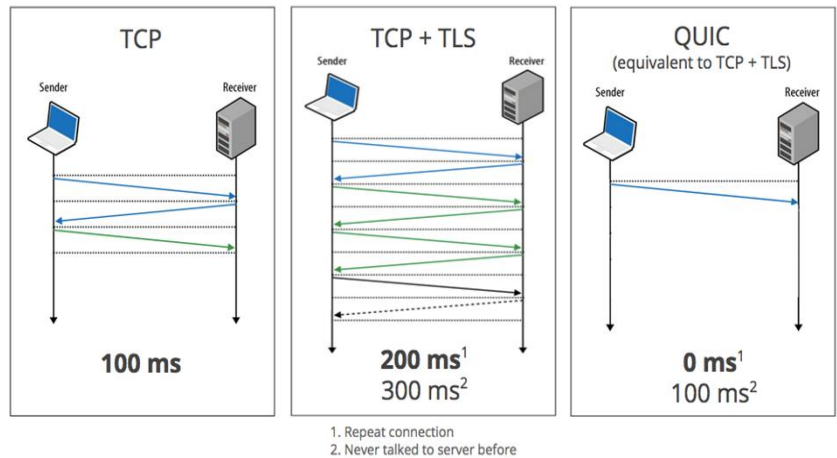 TCP
Sender
Receiver
100 ms
TCP + TLS
Sender
Receiver
200 ms1
300 ms2
QUIC
(equivalent to TCP + TLS)
Sender
Receiver
0 ms1
100 ms2
1. Repeat connection
2. Never talked to server before